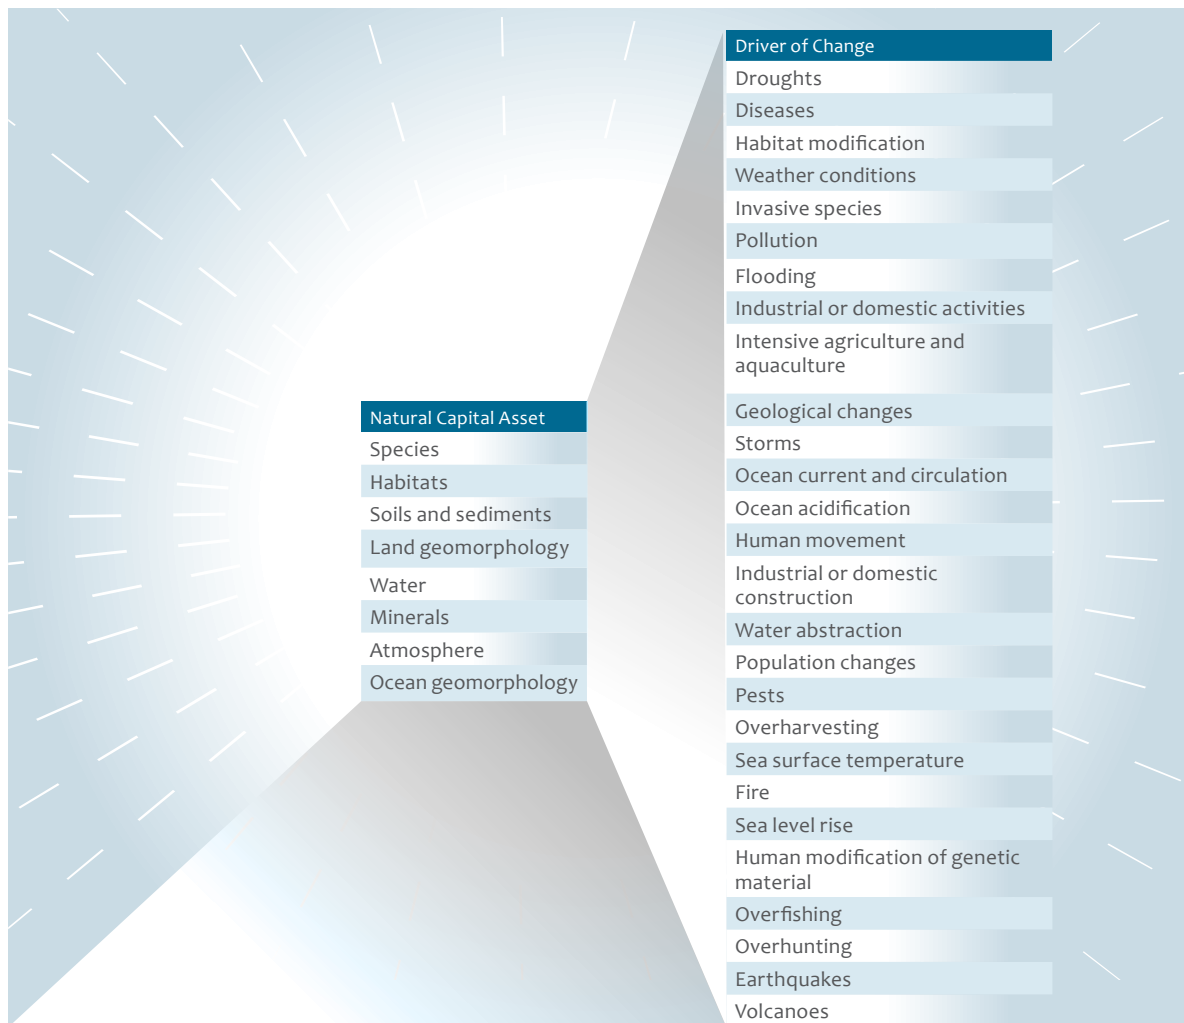 Natural Capital Asset
Species
Habitats
Soils and sediments
Land geomorphology
Water
Minerals
Atmosphere
Ocean geomorphology
Driver of Change
Droughts
Diseases
Habitat modification
Weather conditions
Invasive species
Pollution
Flooding
Industrial or domestic activities
Intensive agriculture and
aquaculture
Geological changes
Storms
Ocean current and circulation
Ocean acidification
Human movement
Industrial or domestic
construction
Water abstraction
Population changes
Pests
Overharvesting
Sea surface temperature
Fire
Sea level rise
Human modification of genetic
material
Overfishing
Overhunting
Earthquakes
Volcanoes